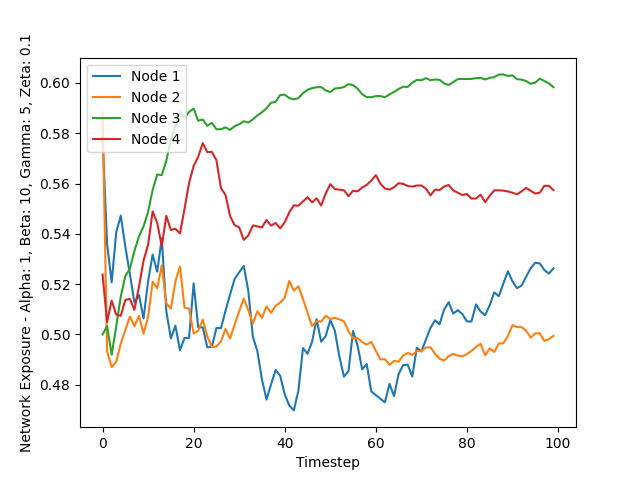 Network Exposure - Alpha: 1, Beta: 10, Gamma: 5, Zeta: 0.1
0.60
0.58
0.56
0.54
0.52
0.50
0.48
Node 1
Node 2
Node 3
Node 4
0 20 40 60 80 100
Timestep